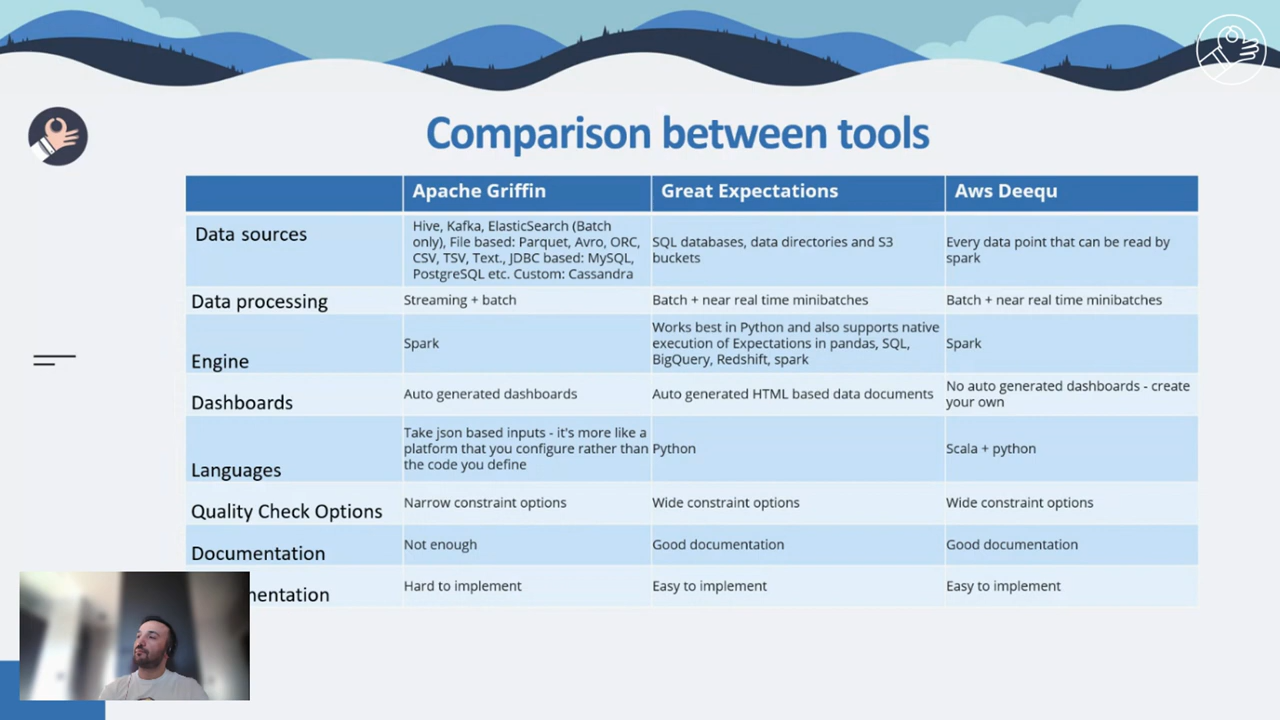 Comparison between tools
Apache Griffin
Great Expectations
Aws Deequ
Data sources
Hive, Kafka, ElasticSearch (Batch
only), File based: Parquet, Avro, ORC,
CSV, TSV, Text., JDBC based: MySQL,
PostgreSQL etc. Custom: Cassandra
SQL databases, data directories and S3
buckets
Every data point that can be read by
spark
Data processing
Streaming + batch
Batch + near real time minibatches
Batch + near real time minibatches
Engine
Spark
Works best in Python and also supports native
execution of Expectations in pandas, SQL,
BigQuery, Redshift, spark
Spark
Dashboards
Auto generated dashboards
Auto generated HTML based data documents
No auto generated dashboards - create
your own
Languages
Take json based inputs - it's more like a
platform that you configure rather than
the code you define
Python
Scala + python
Quality Check Options
Narrow constraint options
Wide constraint options
Wide constraint options
Documentation
Not enough
Good documentation
Good documentation
Hard to implement
Easy to implement
Easy to implement